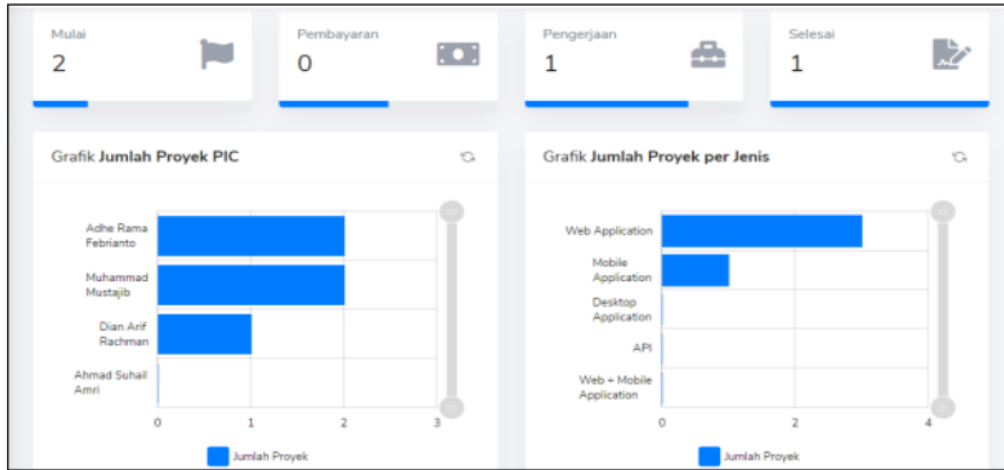 Mulai
2
Pembayaran
0
Pengerjaan
1
Selesai
1
Grafik Jumlah Proyek PIC
Adhe Rama
Febrianto
Muhammad
Mustajib
Dian Arif
Rachman
Ahmad Suhail
Amri
0 1 2 3
Jumlah Proyek
Grafik Jumlah Proyek per Jenis
Web Application
Mobile
Application
Desktop
Application
API
Web + Mobile
Application
0 2 4
Jumlah Proyek